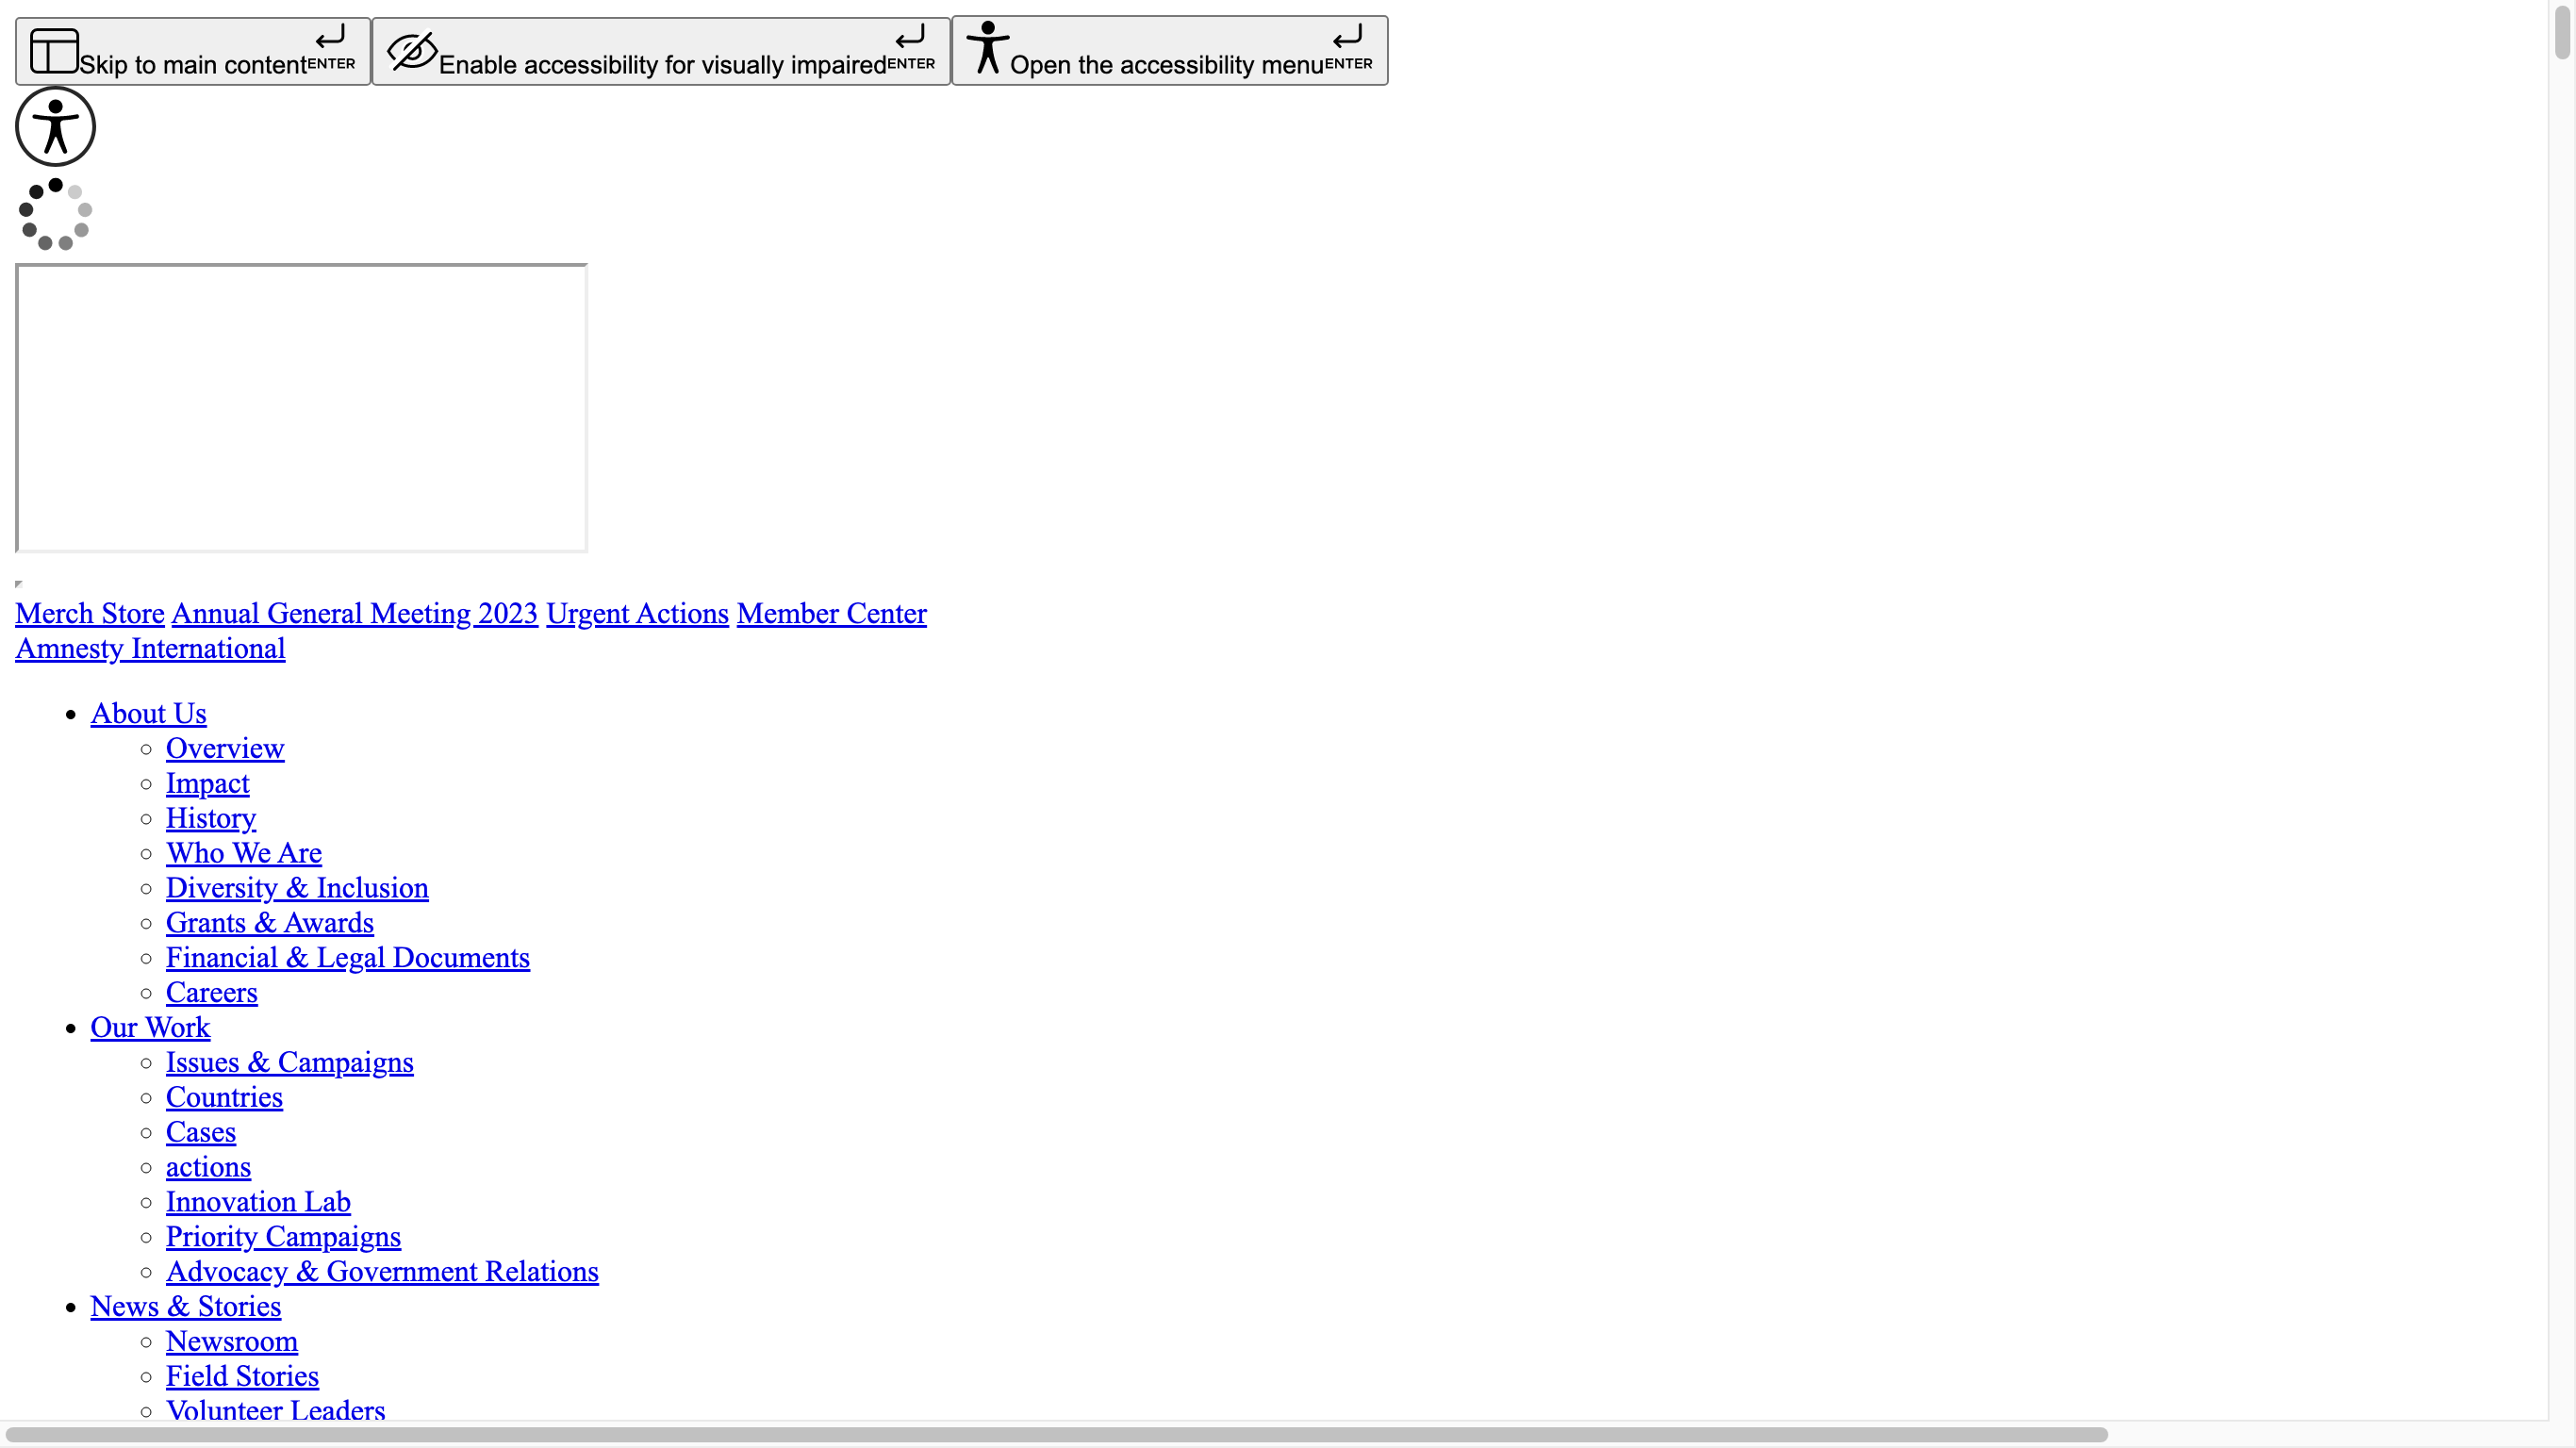 Skip to main content ENTER Enable accessibility for visually impaired ENTER Open the accessibility menu ENTER
Merch Store Annual General Meeting 2023 Urgent Actions Member Center
Amnesty International
About Us
Overview
Impact
History
Who We Are
Diversity & Inclusion
Grants & Awards
Financial & Legal Documents
Careers
Our Work
Issues & Campaigns
Countries
Cases
actions
Innovation Lab
Priority Campaigns
Advocacy & Government Relations
News & Stories
Newsroom
Field Stories
Volunteer Leaders